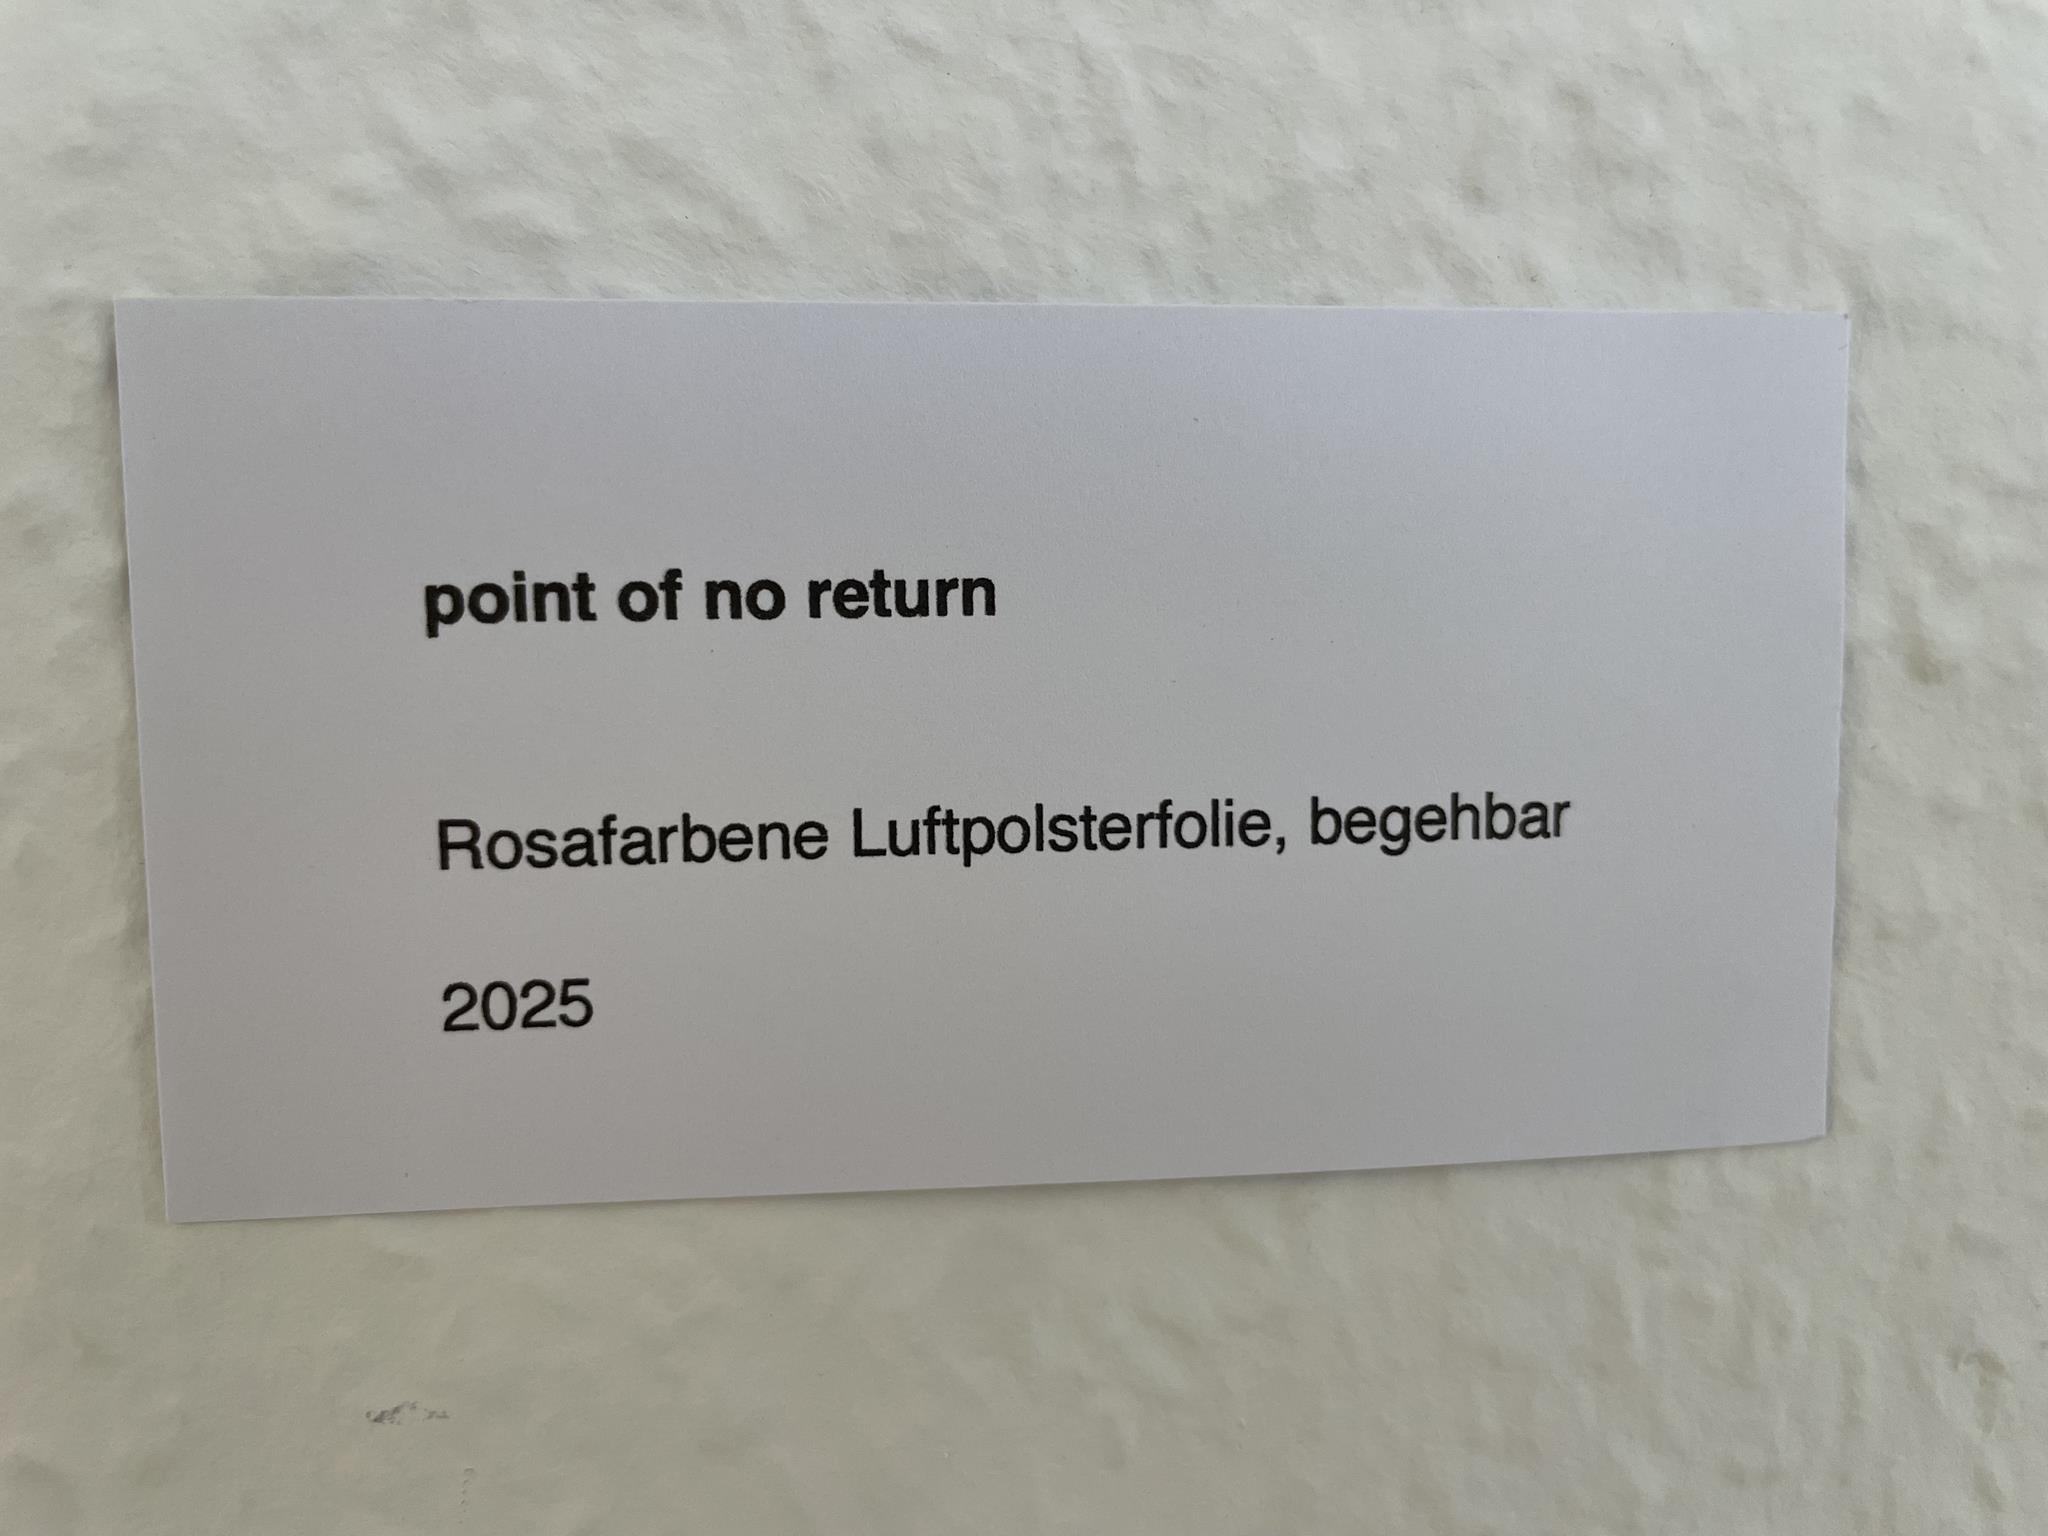 point of no return
Rosafarbene Luftpolsterfolie, begehbar
2025